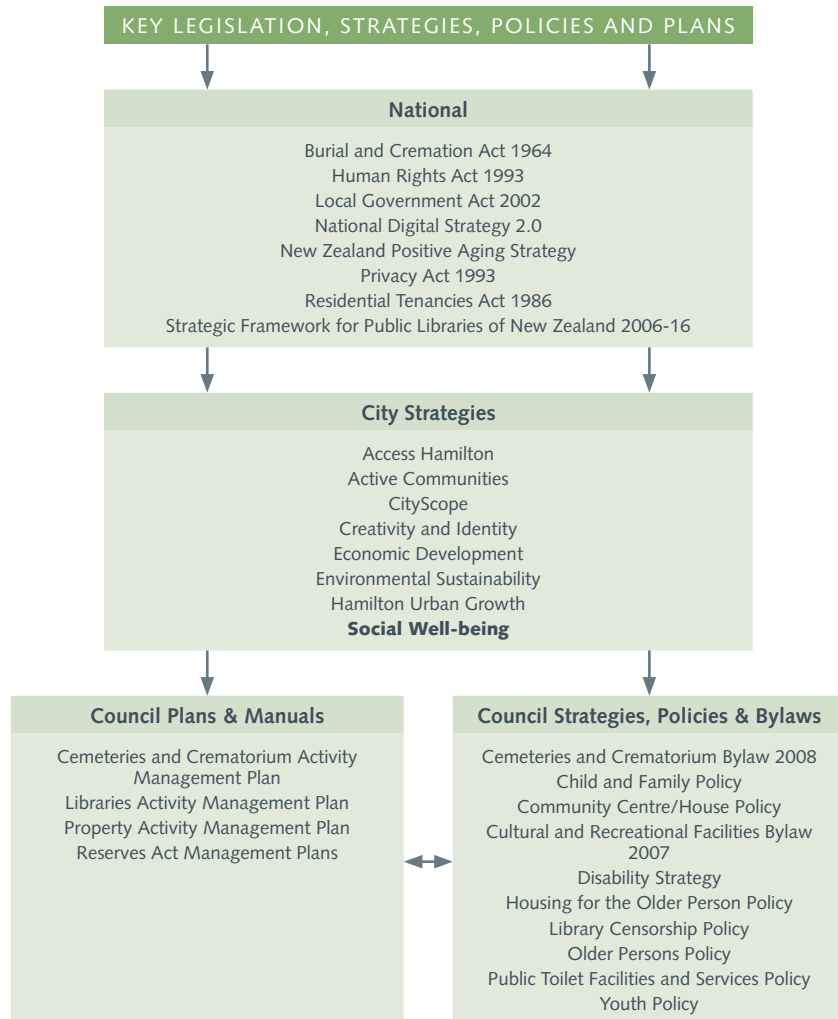 KEY LEGISLATION, STRATEGIES, POLICIES AND PLANS
National
Burial and Cremation Act 1964
Human Rights Act 1993
Local Government Act 2002
National Digital Strategy 2.0
New Zealand Positive Aging Strategy
Privacy Act 1993
Residential Tenancies Act 1986
Strategic Framework for Public Libraries of New Zealand 2006-16
City Strategies
Access Hamilton
Active Communities
CityScope
Creativity and Identity
Economic Development
Environmental Sustainability
Hamilton Urban Growth
Social Well-being
Council Plans & Manuals
Cemeteries and Crematorium Activity
Management Plan
Libraries Activity Management Plan
Property Activity Management Plan
Reserves Act Management Plans
Council Strategies, Policies & Bylaws
Cemeteries and Crematorium Bylaw 2008
Child and Family Policy
Community Centre/House Policy
Cultural and Recreational Facilities Bylaw
2007
Disability Strategy
Housing for the Older Person Policy
Library Censorship Policy
Older Persons Policy
Public Toilet Facilities and Services Policy
Youth Policy